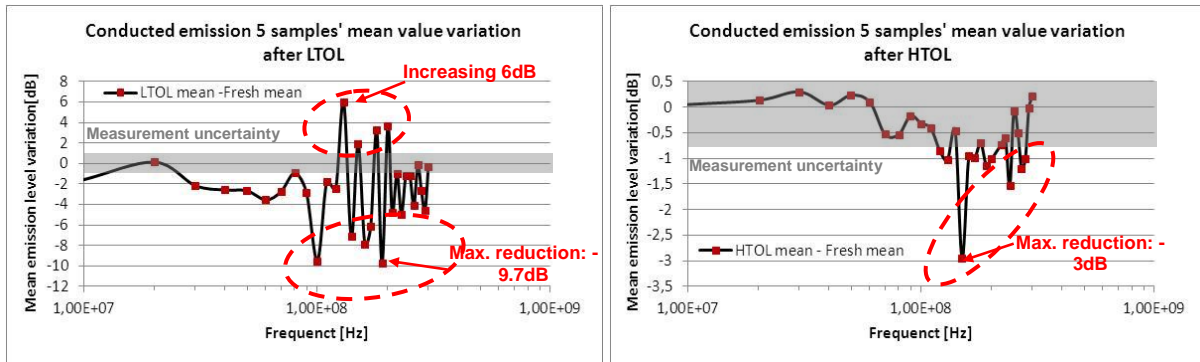 Conducted emission 5 samples' mean value variation
after LTOL
Increasing 6dB
Mean emission level variation[dB]
8
6
4
2
0
-2
-4
-6
-8
-10
-12
LTOL mean -Fresh mean
Measurement uncertainty
Max. reduction: -
9.7dB
1,00E+07
1,00E+08
1,00E+09
Frequenct [Hz]
Conducted emission 5 samples' mean value variation
after HTOL
Mean emission level variation [dB]
0,5
0
-0,5
-1
-1,5
-2
-2,5
-3
-3,5
Measurement uncertainty
HTOL mean - Fresh mean
Max. reduction: -
3dB
1,00E+07
1,00E+08
1,00E+09
Frequenct [Hz]